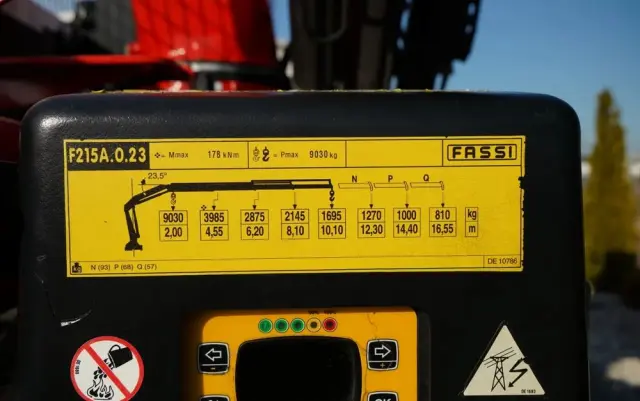 F215A.0.23 Mmax 178 kNm = Pmax 9030 kg FASSI
23,5° N P Q
9030 3985 2875 2145 1695 1270 1000 810 kg
2,00 4,55 6,20 8,10 10,10 12,30 14,40 16,55 m
kg N (93) P (68) Q (57) DE 10786
OK